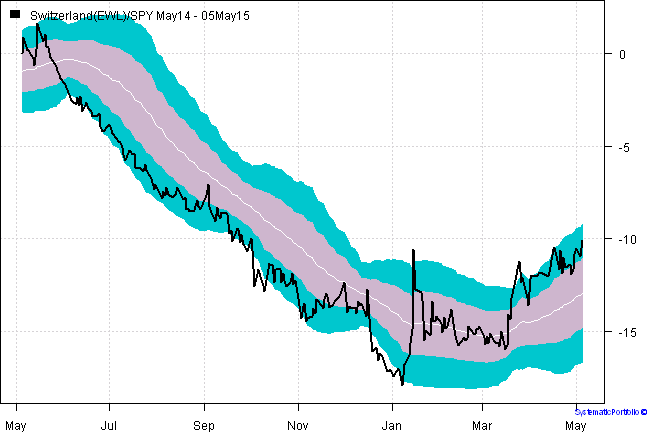 Switzerland(EWL)/SPY May14 - 05May15
0
-5
-10
-15
May Jul Sep Nov Jan Mar May
SystematicPortfolio ©